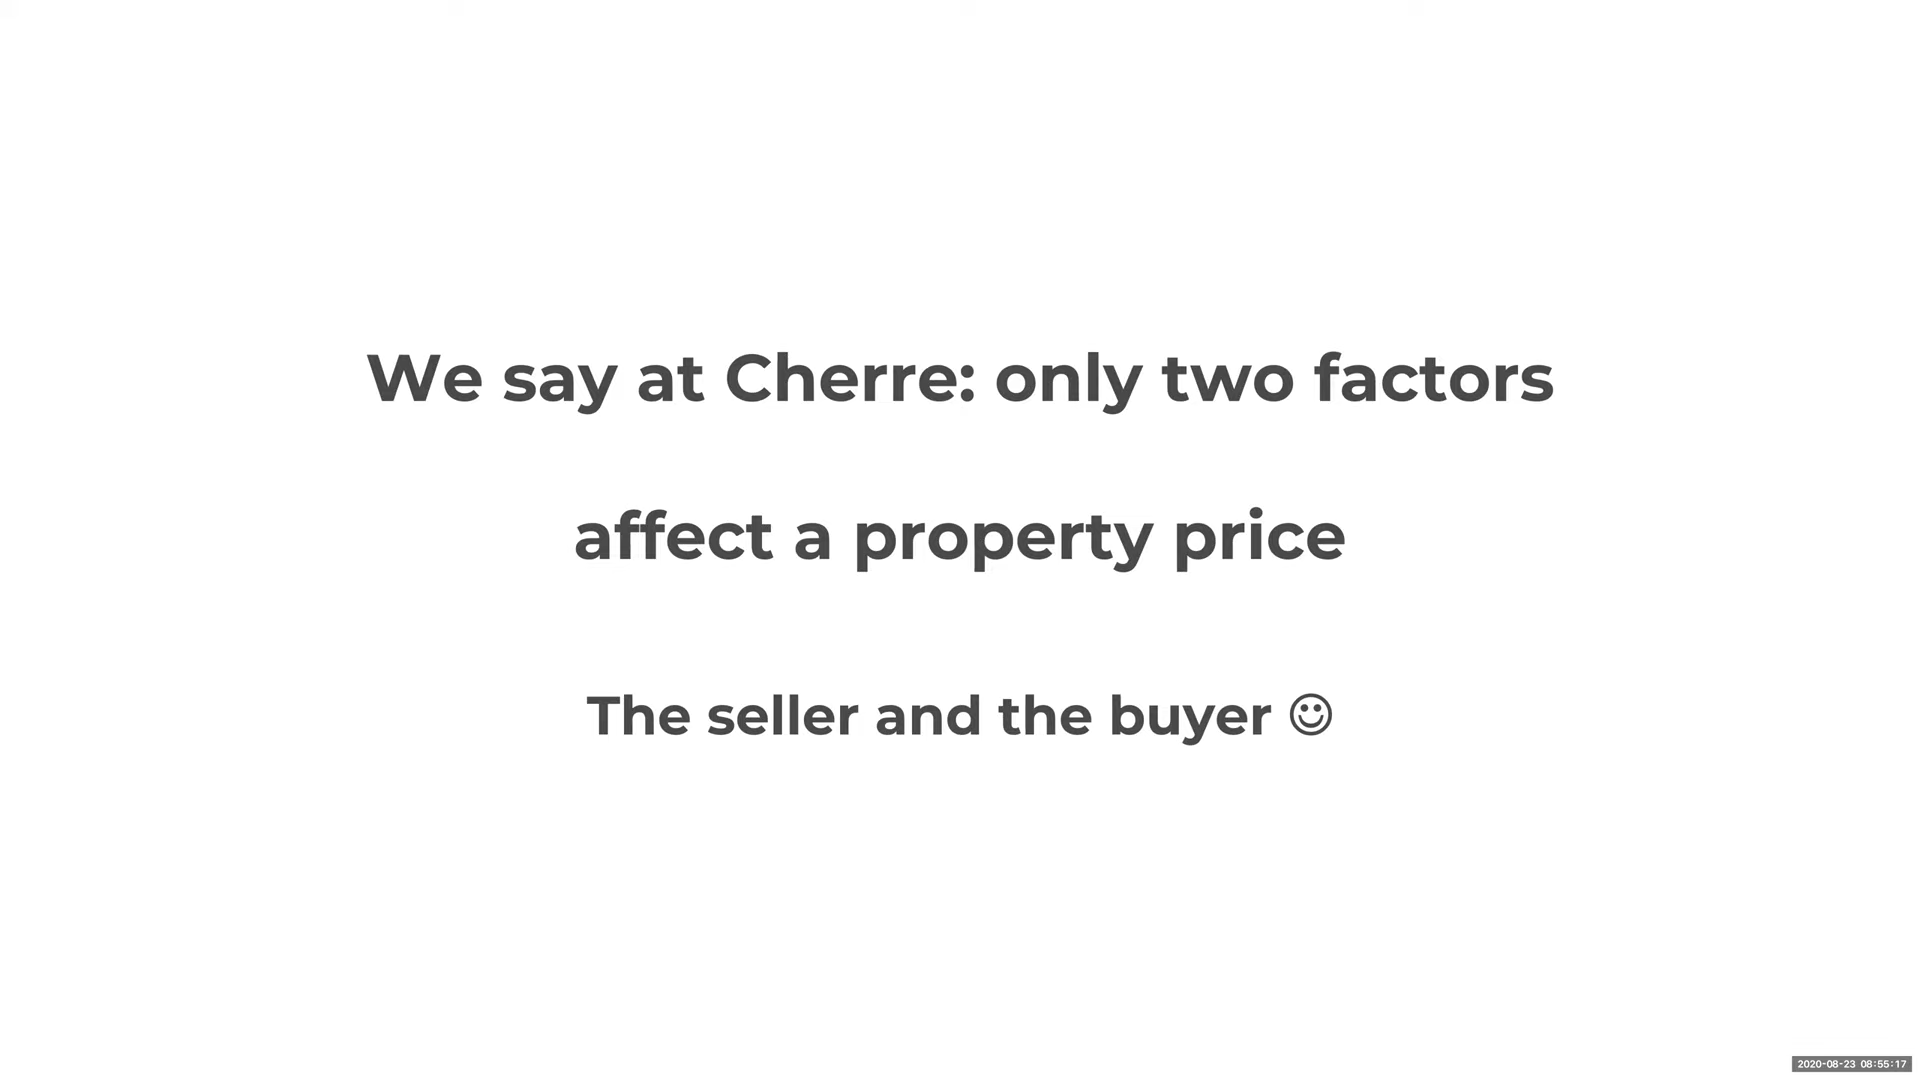 We say at Cherre: only two factors
affect a property price
The seller and the buyer ☺
2020-08-23 08:55:17